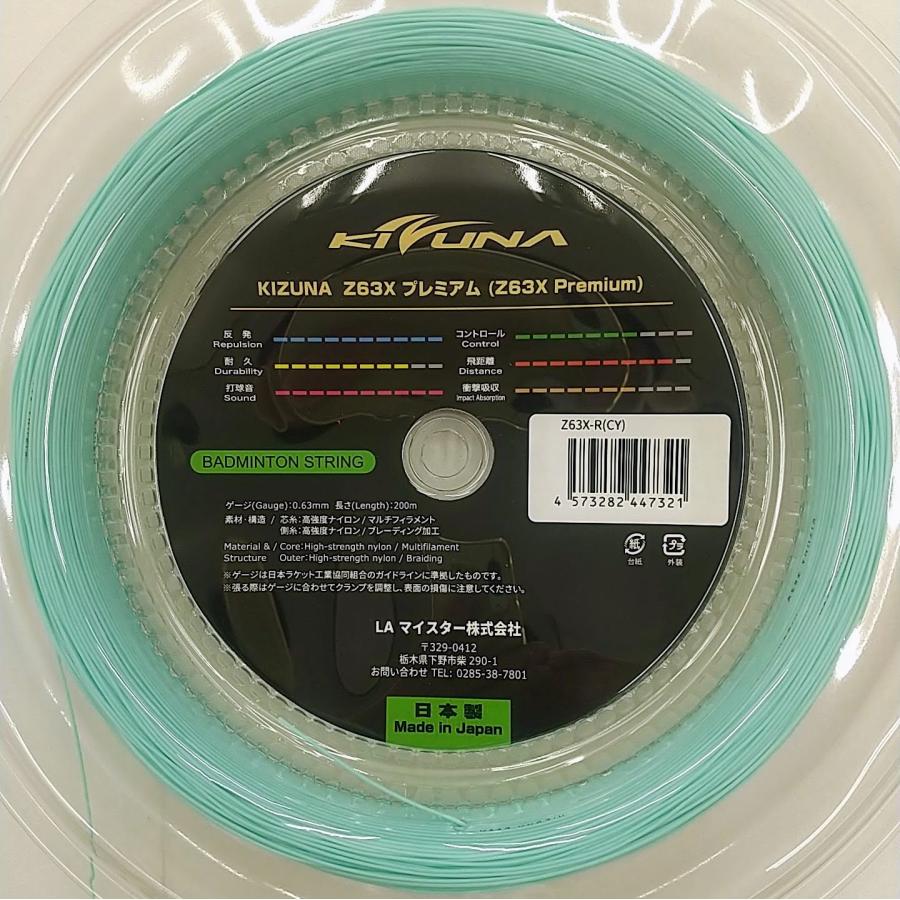 KIZUNA
KIZUNA Z63X プレミアム (Z63X Premium)
反 発
Repulsion
コントロール
Control
耐 久
Durability
飛距離
Distance
打球音
Sound
衝撃吸収
Impact Absorption
BADMINTON STRING
Z63X-R(CY)
4 573282 447321
ゲージ(Gauge):0.63mm 長さ(Length):200m
素材・構造 / 芯糸:高強度ナイロン / マルチフィラメント
側糸:高強度ナイロン / ブレーディング加工
Material & / Core:High-strength nylon / Multifilament
Structure Outer:High-strength nylon / Braiding
紙
台紙
プラ
外装
※ゲージは日本ラケット工業協同組合のガイドラインに準拠したものです。
※張る際はゲージに合わせてクランプを調整し、表面の損傷に注意してください。
LA マイスター株式会社
〒329-0412
栃木県下野市柴 290-1
お問い合わせ TEL: 0285-38-7801
日本製
Made in Japan